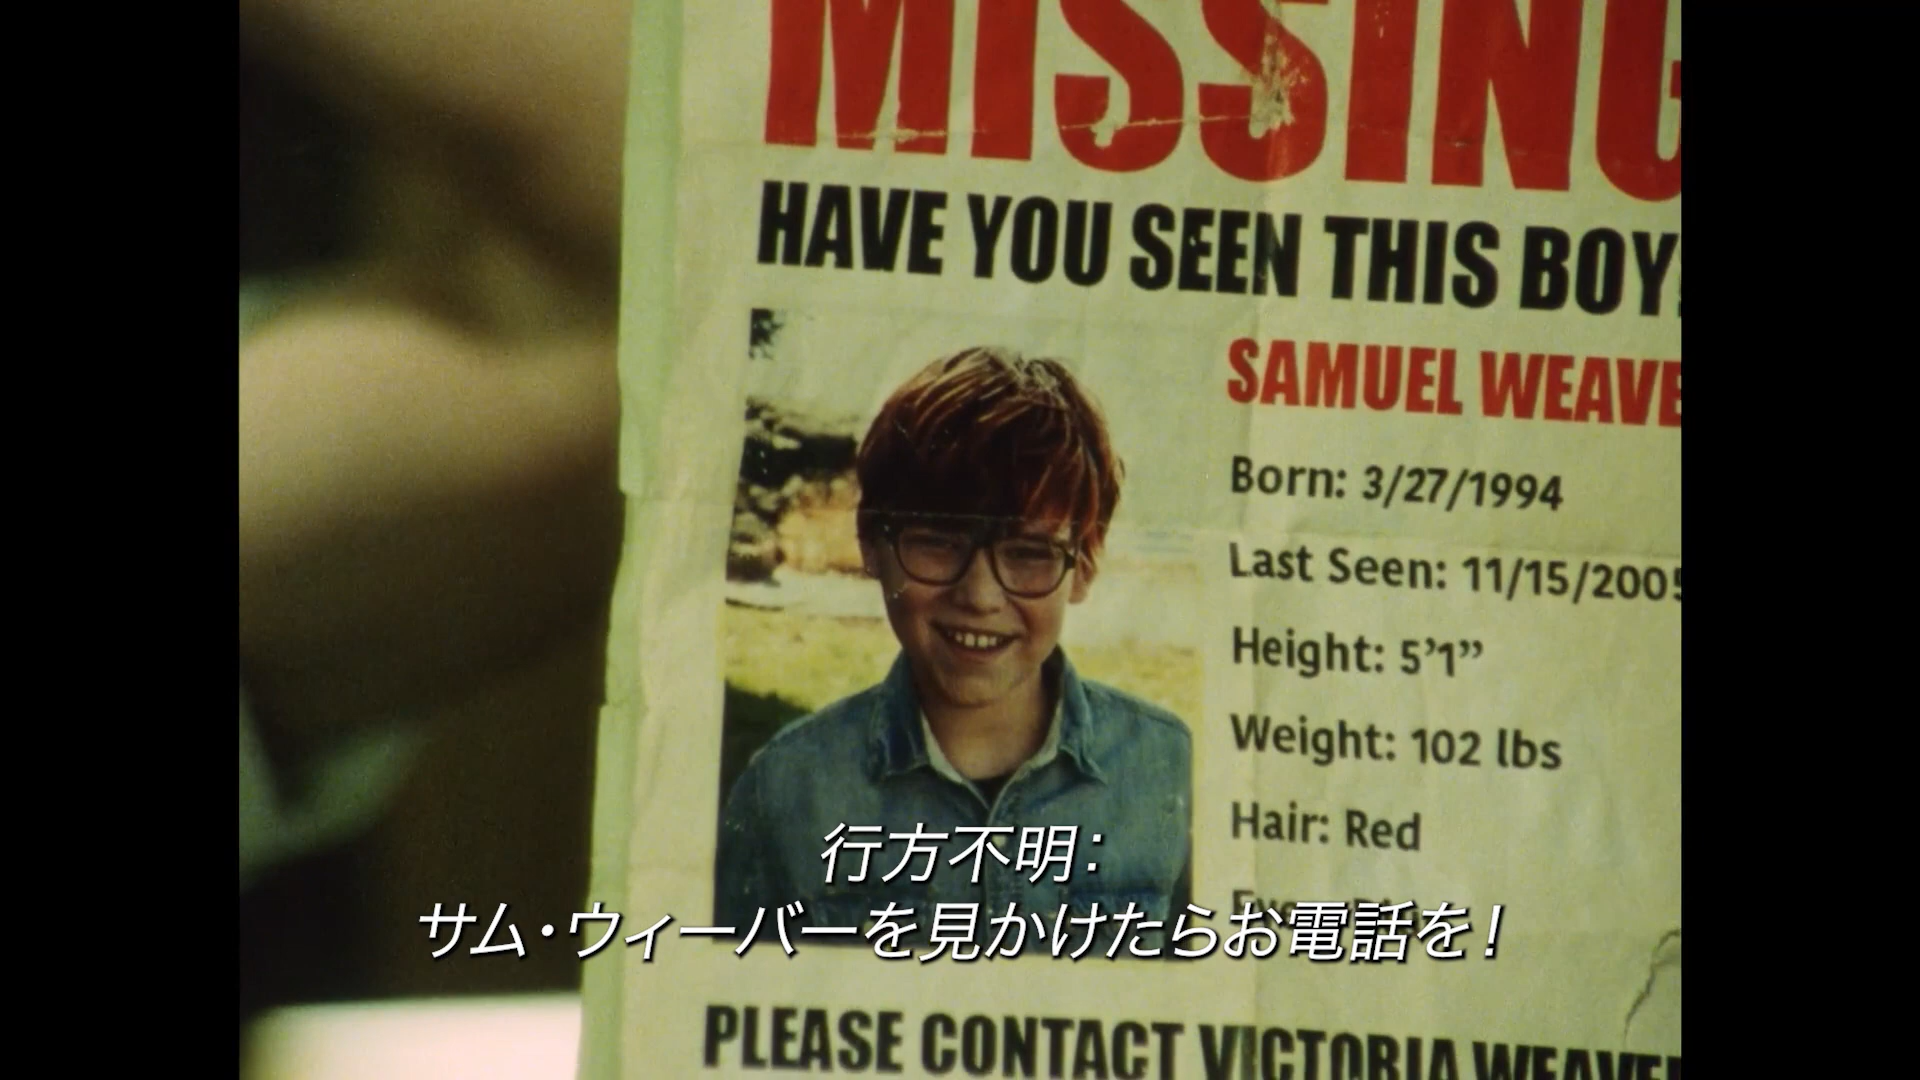 MISSING
HAVE YOU SEEN THIS BOY
SAMUEL WEAVE
Born: 3/27/1994
Last Seen: 11/15/2005
Height: 5’1”
Weight: 102 lbs
Hair: Red
行方不明：
サム・ウィーバーを見かけたらお電話を！
PLEASE CONTACT VICTORIA WEAVER